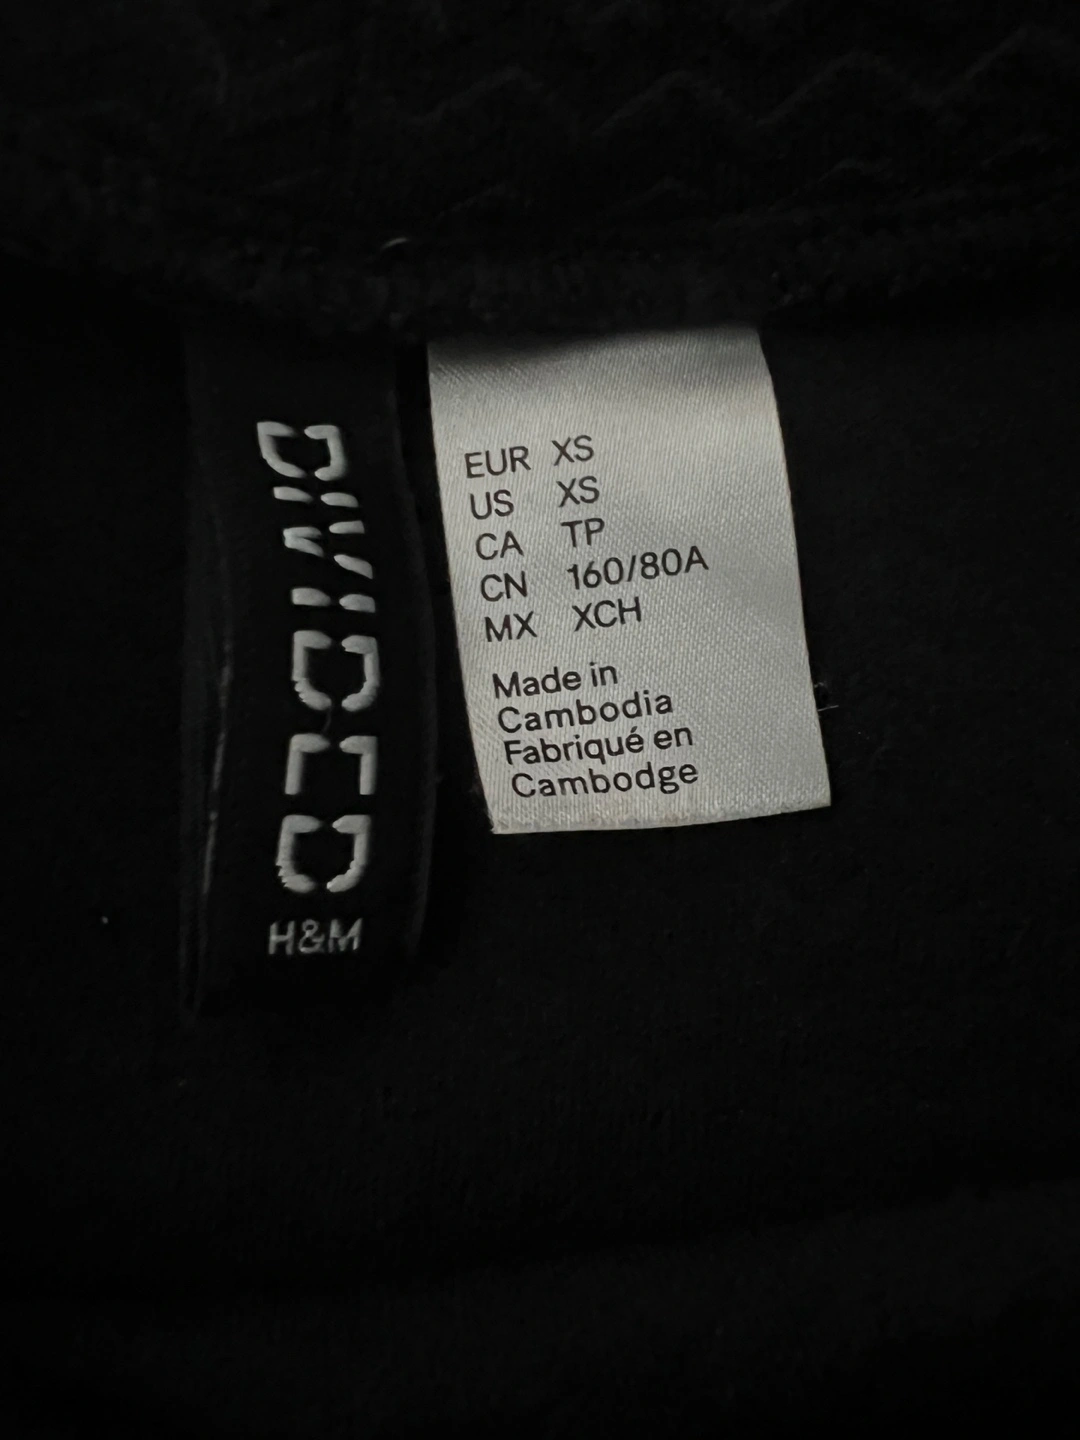 DIVIDED
H&M
EUR XS
US XS
CA TP
CN 160/80A
MX XCH
Made in
Cambodia
Fabriqué en
Cambodge